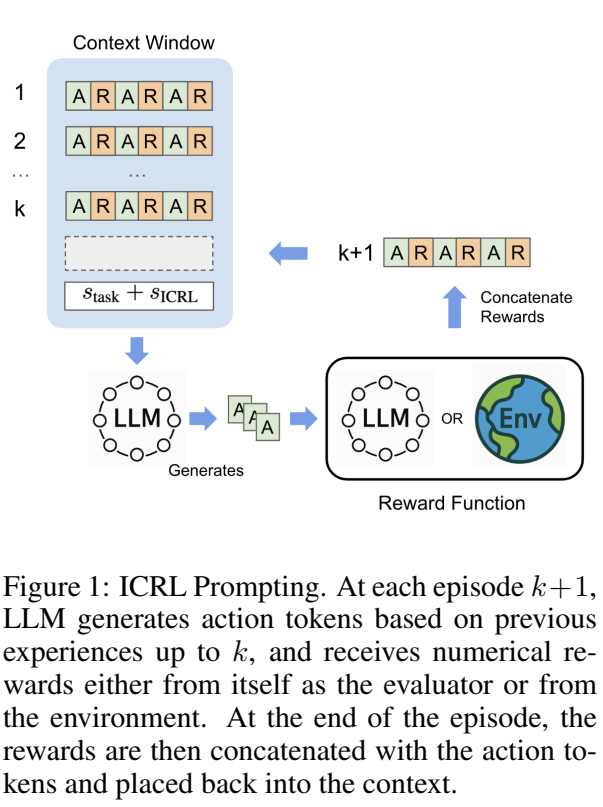 Context Window
1 A R A R A R
2 A R A R A R
... ...
k A R A R A R
k+1 A R A R A R
s_task + s_ICRL
Concatenate
Rewards
LLM
A A A
LLM OR Env
Generates
Reward Function
Figure 1: ICRL Prompting. At each episode k+1,
LLM generates action tokens based on previous
experiences up to k, and receives numerical re-
wards either from itself as the evaluator or from
the environment. At the end of the episode, the
rewards are then concatenated with the action to-
kens and placed back into the context.